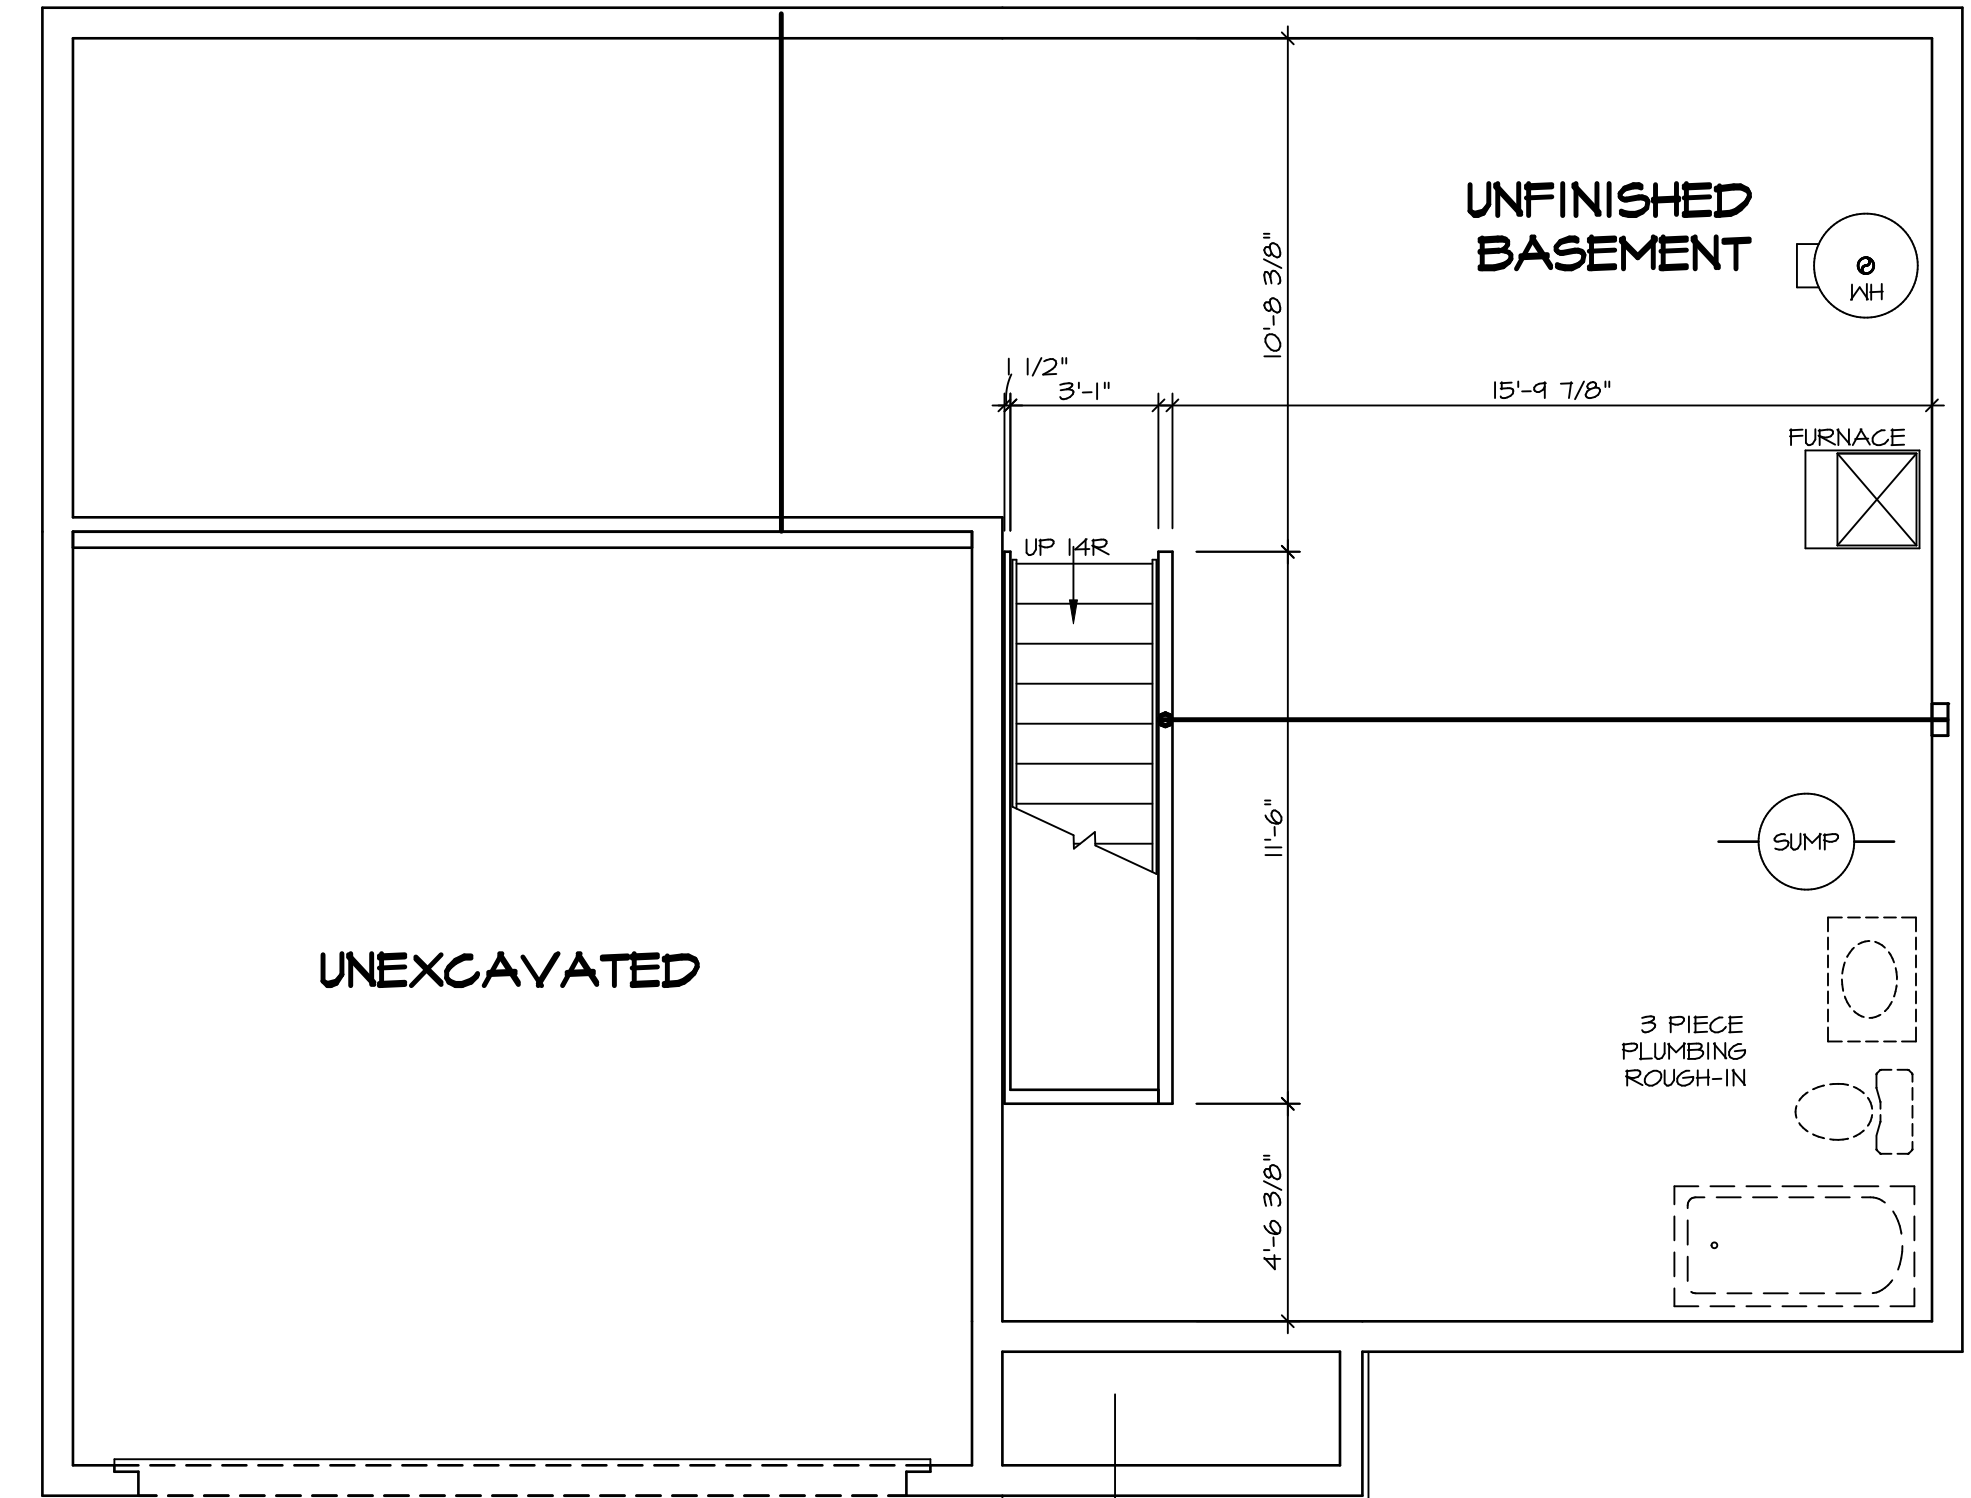 UNFINISHED
BASEMENT
WH
10'-8 3/8"
1 1/2"
3'-1"
15'-9 7/8"
FURNACE
UP 14R
11'-6"
SUMP
UNEXCAVATED
3 PIECE
PLUMBING
ROUGH-IN
4'-6 3/8"